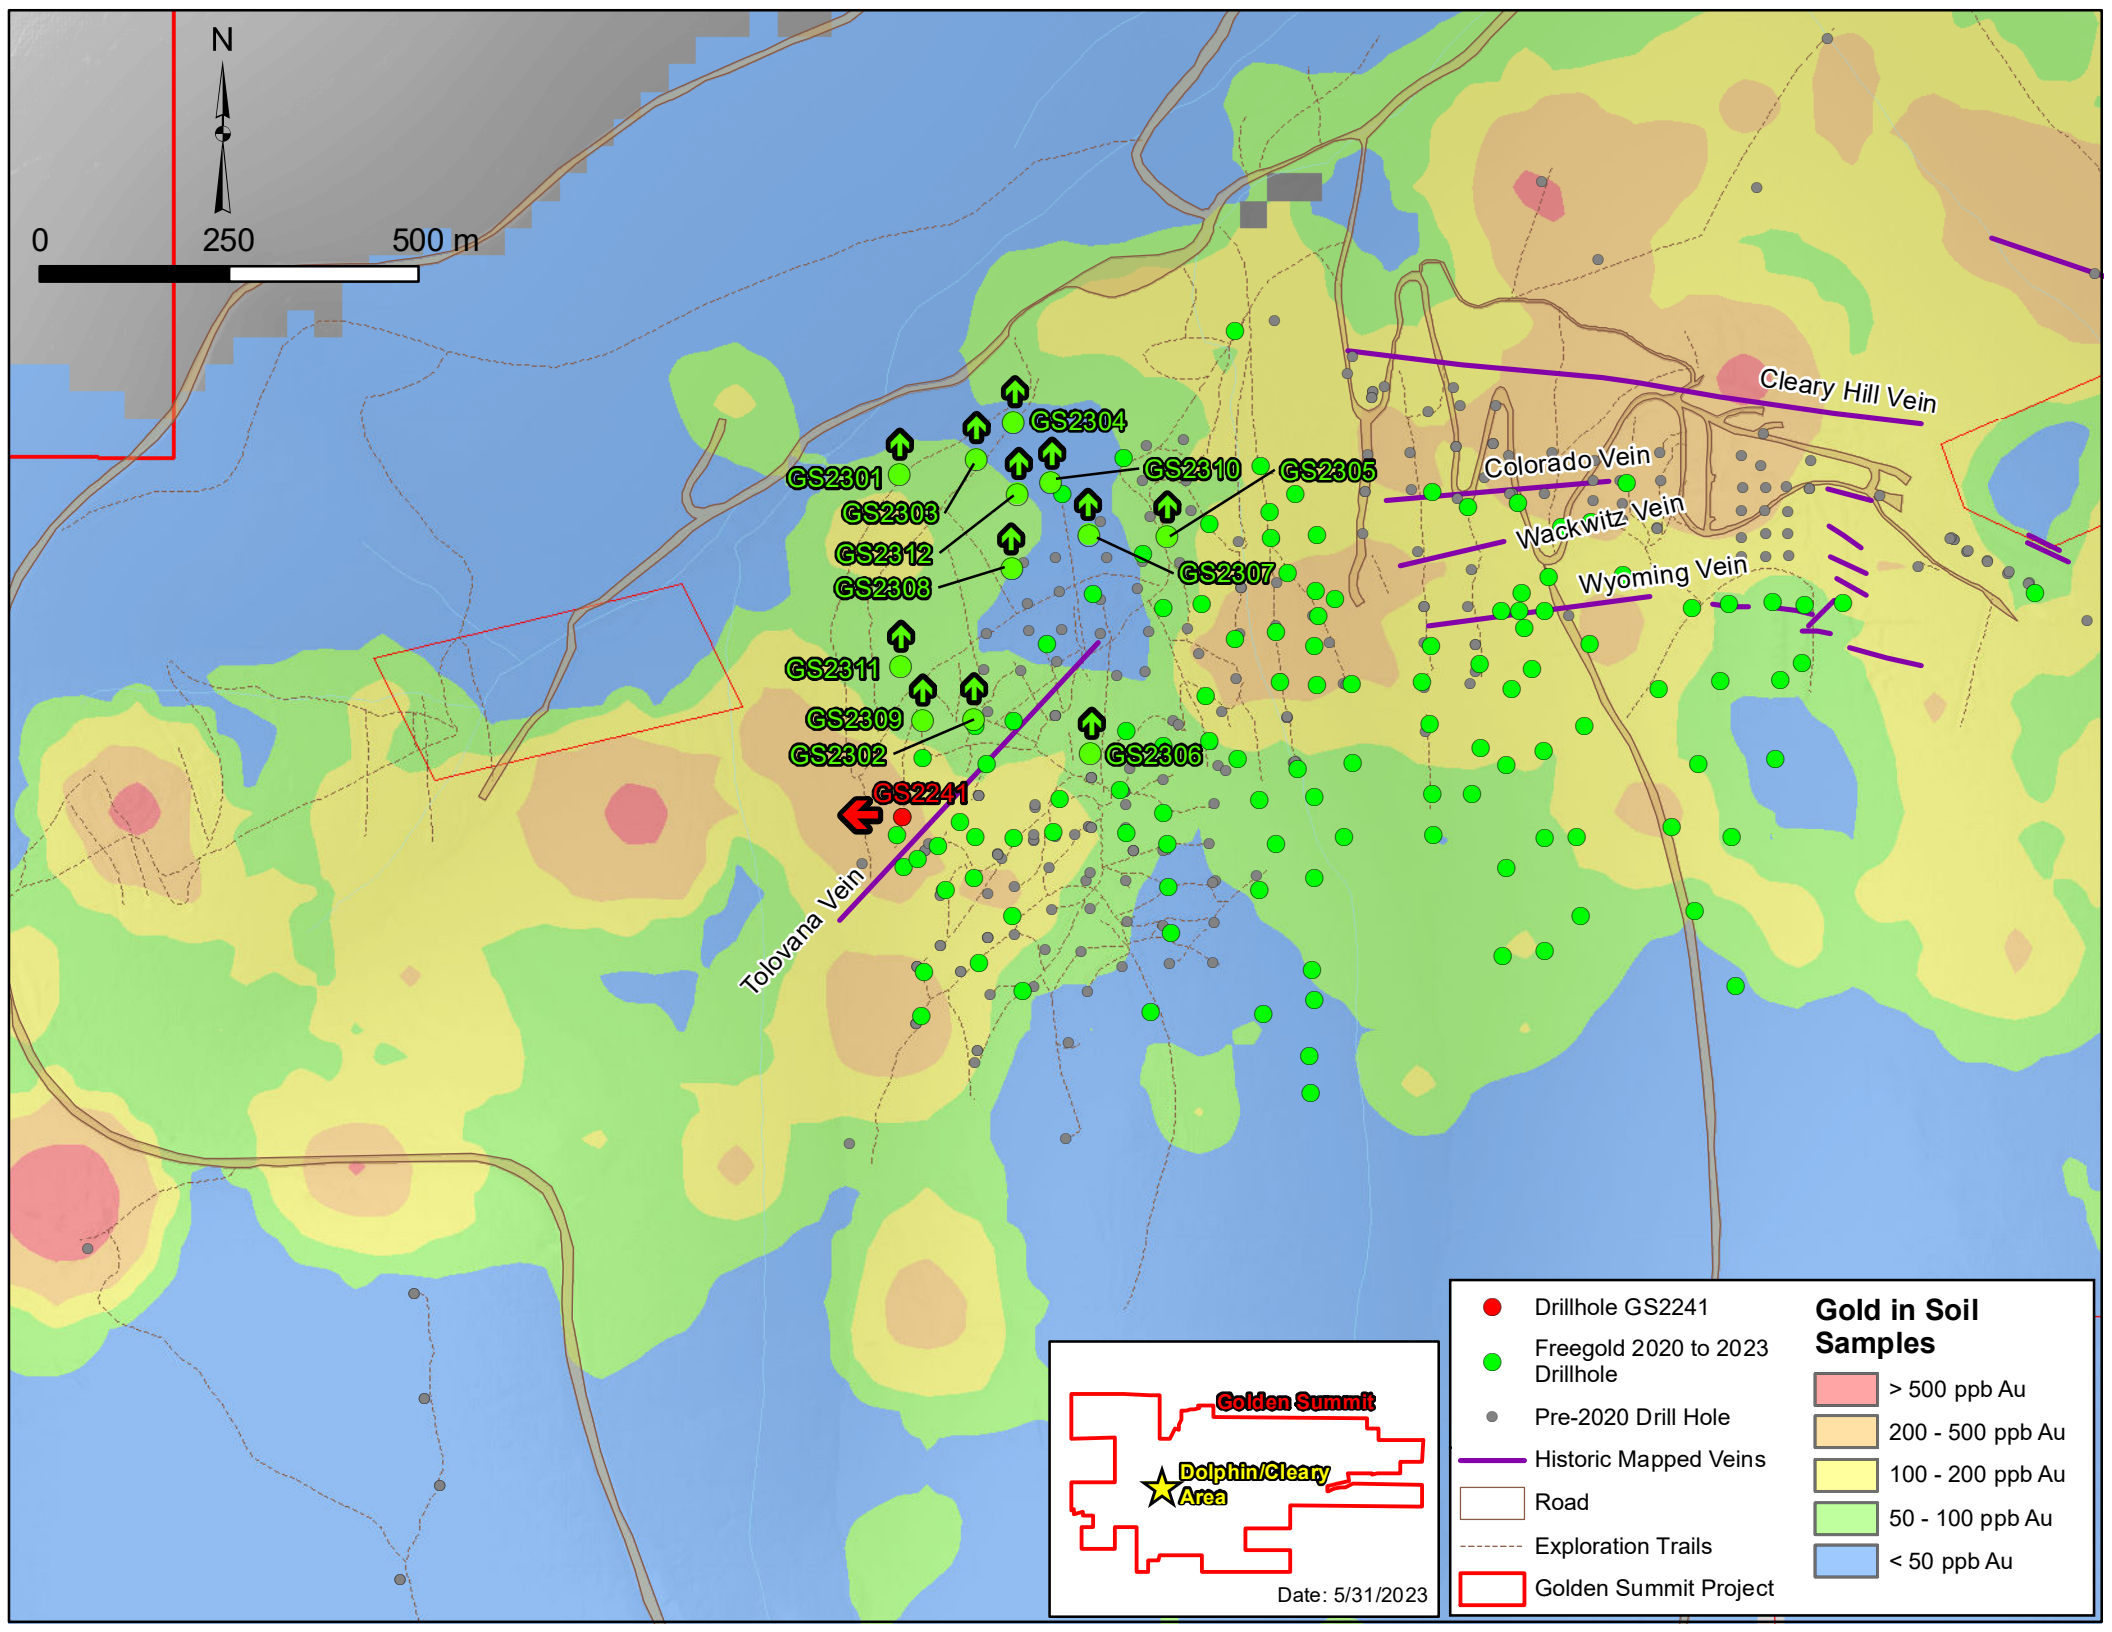 N
0 250 500 m
Cleary Hill Vein
GS2304
Colorado Vein
GS2310
GS2305
GS2301
GS2303
Wackwitz Vein
GS2312
GS2307
GS2308
Wyoming Vein
GS2311
GS2309
GS2302
GS2306
GS2241
Tolovana Vein
Golden Summit
Dolphin/Cleary
Area
Date: 5/31/2023
Drillhole GS2241
Freegold 2020 to 2023
Drillhole
Pre-2020 Drill Hole
Historic Mapped Veins
Road
Exploration Trails
Golden Summit Project
Gold in Soil
Samples
> 500 ppb Au
200 - 500 ppb Au
100 - 200 ppb Au
50 - 100 ppb Au
< 50 ppb Au